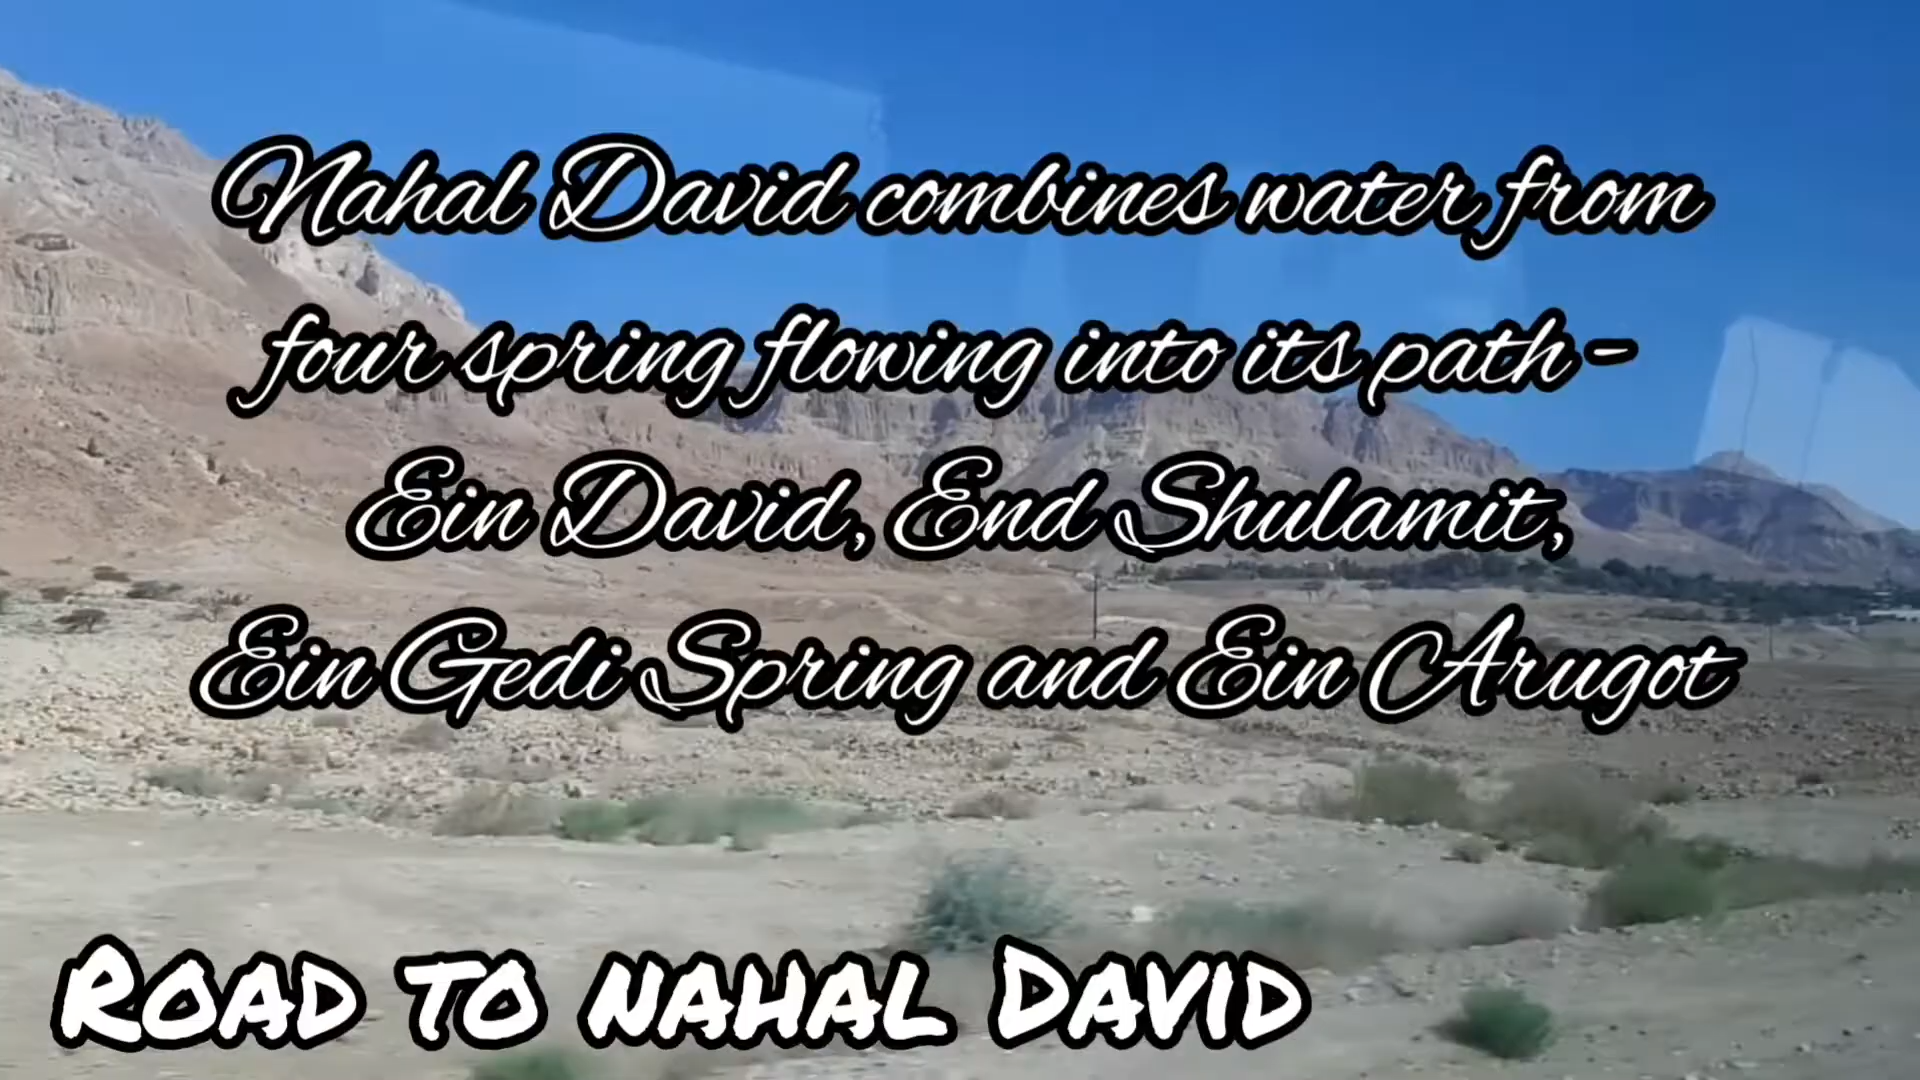 Nahal David combines water from
four spring flowing into its path -
Ein David, End Shulamit,
Ein Gedi Spring and Ein Arugot
Road to nahal David